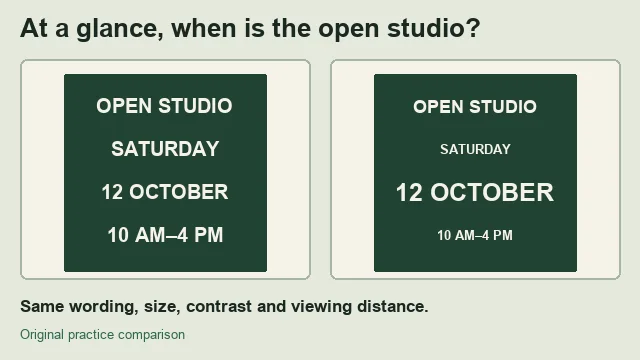 At a glance, when is the open studio?
OPEN STUDIO
SATURDAY
12 OCTOBER
10 AM–4 PM
OPEN STUDIO
SATURDAY
12 OCTOBER
10 AM–4 PM
Same wording, size, contrast and viewing distance.
Original practice comparison